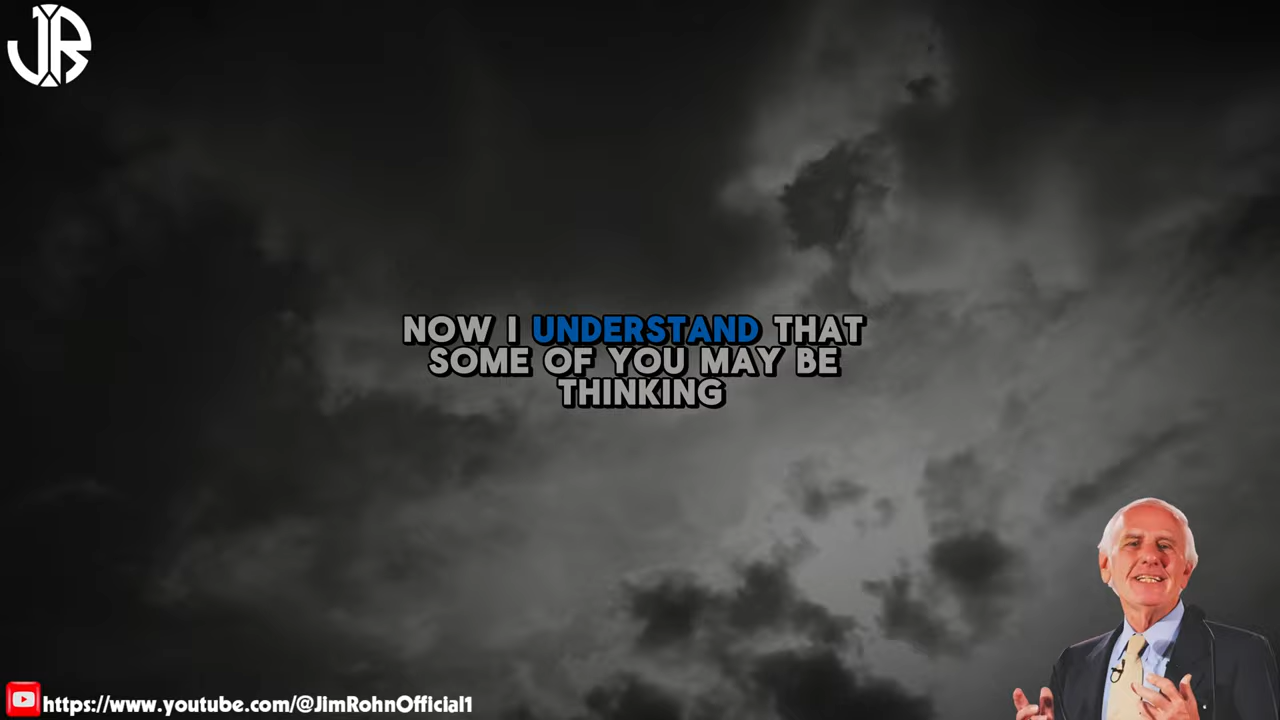 JR
NOW I UNDERSTAND THAT
SOME OF YOU MAY BE
THINKING
https://www.youtube.com/@JimRohnOfficial1